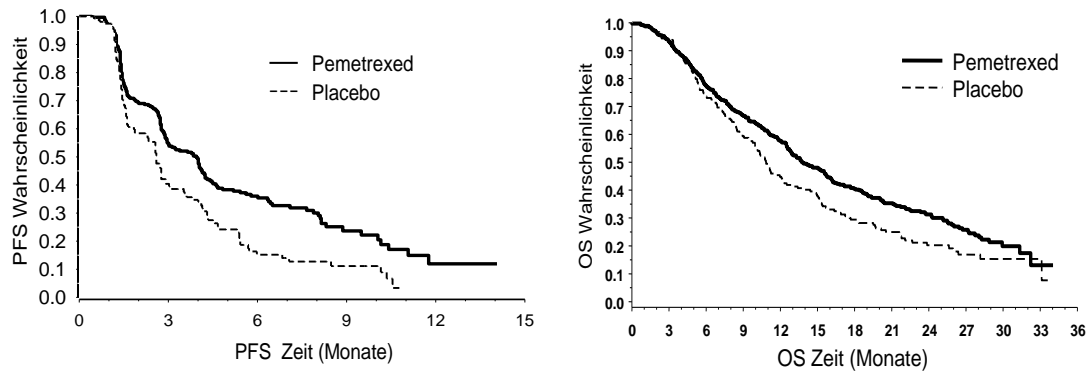 PFS Wahrscheinlichkeit
1.0
0.9
0.8
0.7
0.6
0.5
0.4
0.3
0.2
0.1
0.0
Pemetrexed
Placebo
0 3 6 9 12 15
PFS Zeit (Monate)
OS Wahrscheinlichkeit
1.0
0.9
0.8
0.7
0.6
0.5
0.4
0.3
0.2
0.1
0.0
Pemetrexed
Placebo
0 3 6 9 12 15 18 21 24 27 30 33 36
OS Zeit (Monate)